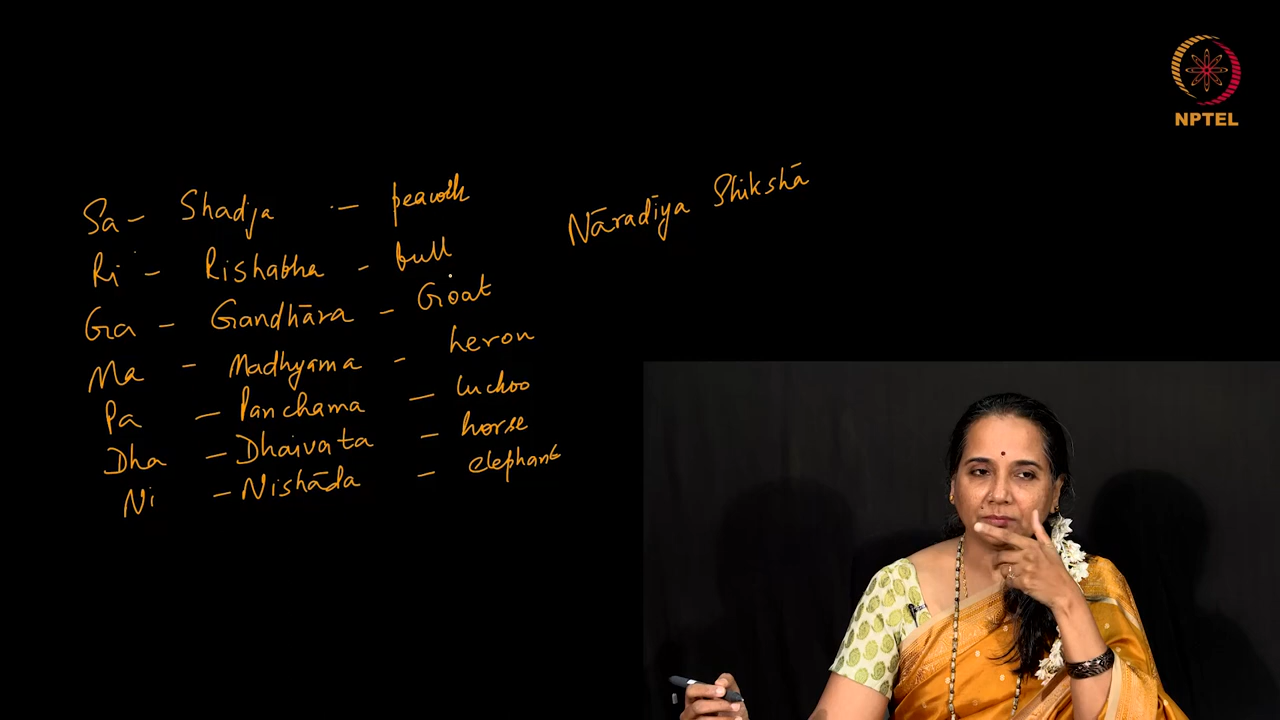 Sa - Shadja - peacock
Ri - Rishabha - bull
Ga - Gandhāra - Goat
Ma - Madhyama - heron
Pa - Panchama - cuckoo
Dha - Dhaivata - horse
Ni - Nishāda - elephant
Nāradīya Shikshā
NPTEL